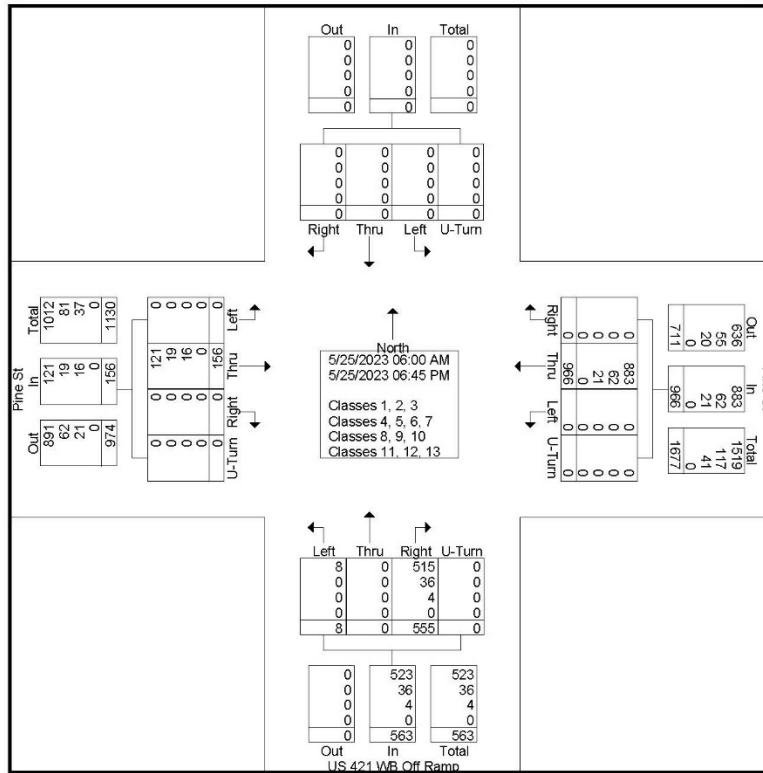 Out In Total
0 0 0
0 0 0
0 0 0
0 0 0
0 0 0
0 0 0 0
0 0 0 0
0 0 0 0
0 0 0 0
0 0 0 0
Right Thru Left U-Turn
Pine St
Total
1012 81 37 0 1130
In
121 19 16 0 156
Out
891 62 21 0 974
Left
0 0 0 0 0
Thru
121 19 16 0 156
Right
0 0 0 0 0
U-Turn
0 0 0 0 0
North
5/25/2023 06:00 AM
5/25/2023 06:45 PM
Classes 1, 2, 3
Classes 4, 5, 6, 7
Classes 8, 9, 10
Classes 11, 12, 13
Right
0 0 0 0 0
Thru
883 62 21 0 966
Left
0 0 0 0 0
U-Turn
0 0 0 0 0
Out
636 55 20 0 711
In
883 62 21 0 966
Total
1519 117 41 0 1677
Left Thru Right U-Turn
8 0 515 0
0 0 36 0
0 0 4 0
0 0 0 0
8 0 555 0
0 523 523
0 36 36
0 4 4
0 0 0
0 563 563
Out In Total
US 421 WB Off Ramp